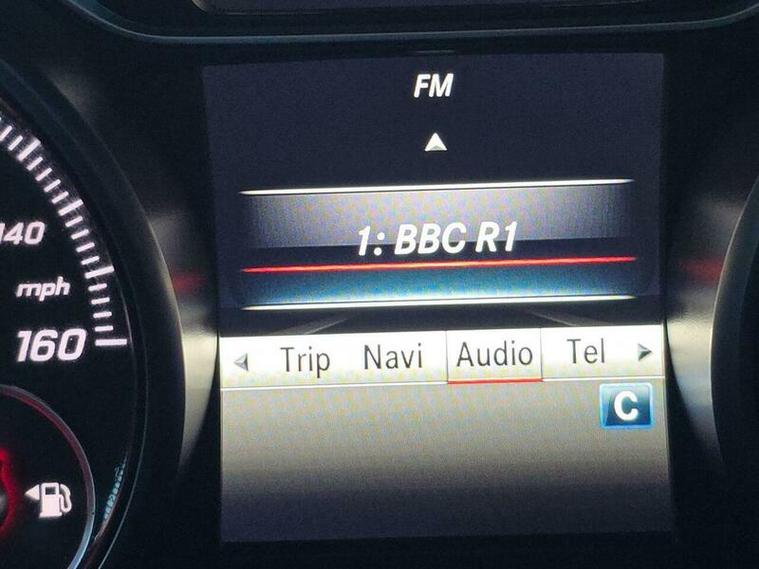 FM
1: BBC R1
Trip Navi Audio Tel
C
140
mph
160